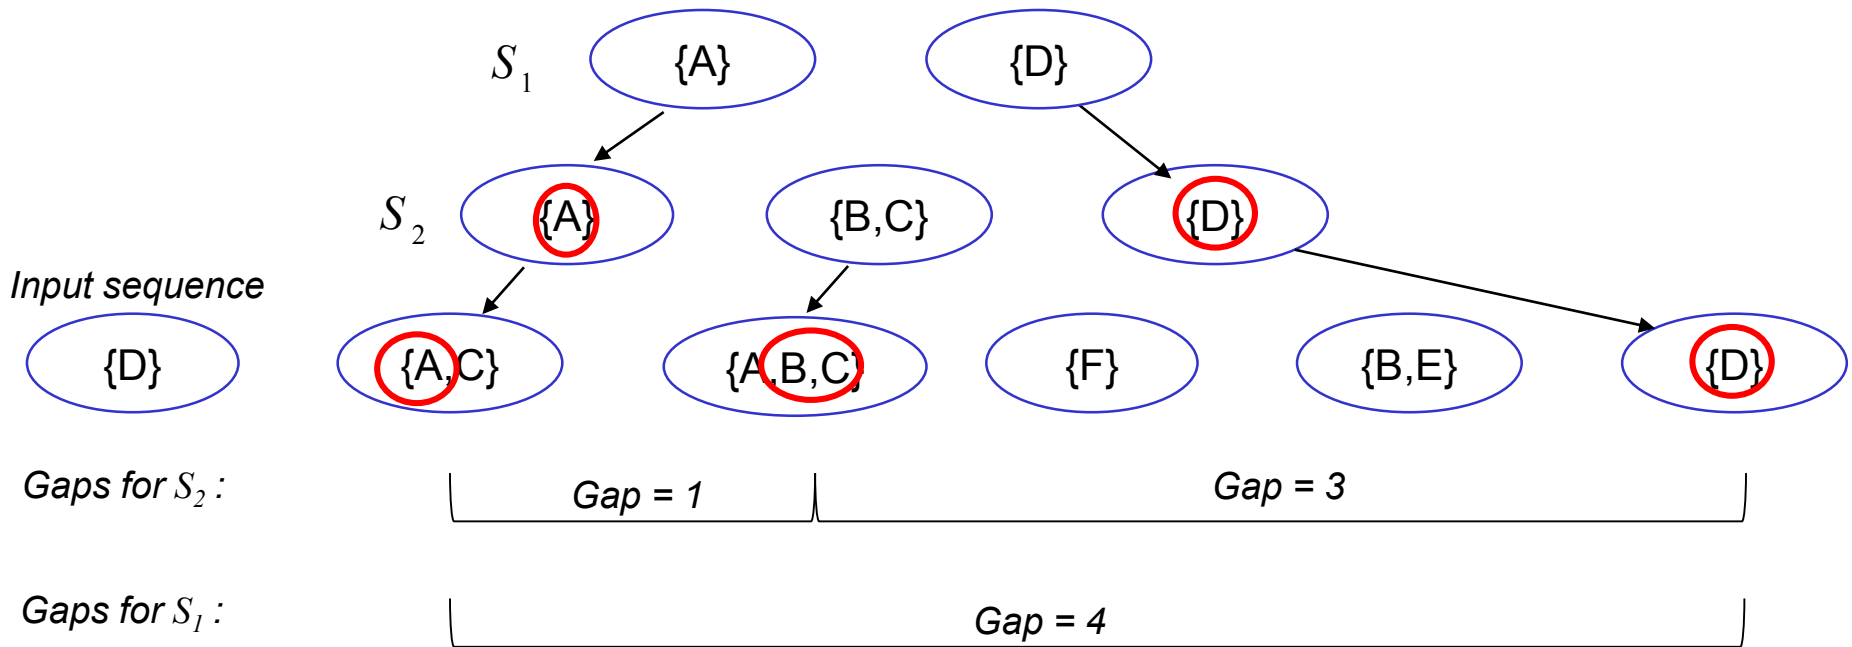 S1 {A} {D}
S2 {A} {B,C} {D}
Input sequence
{D} {A,C} {A,B,C} {F} {B,E} {D}
Gaps for S2 : Gap = 1 Gap = 3
Gaps for S1 : Gap = 4